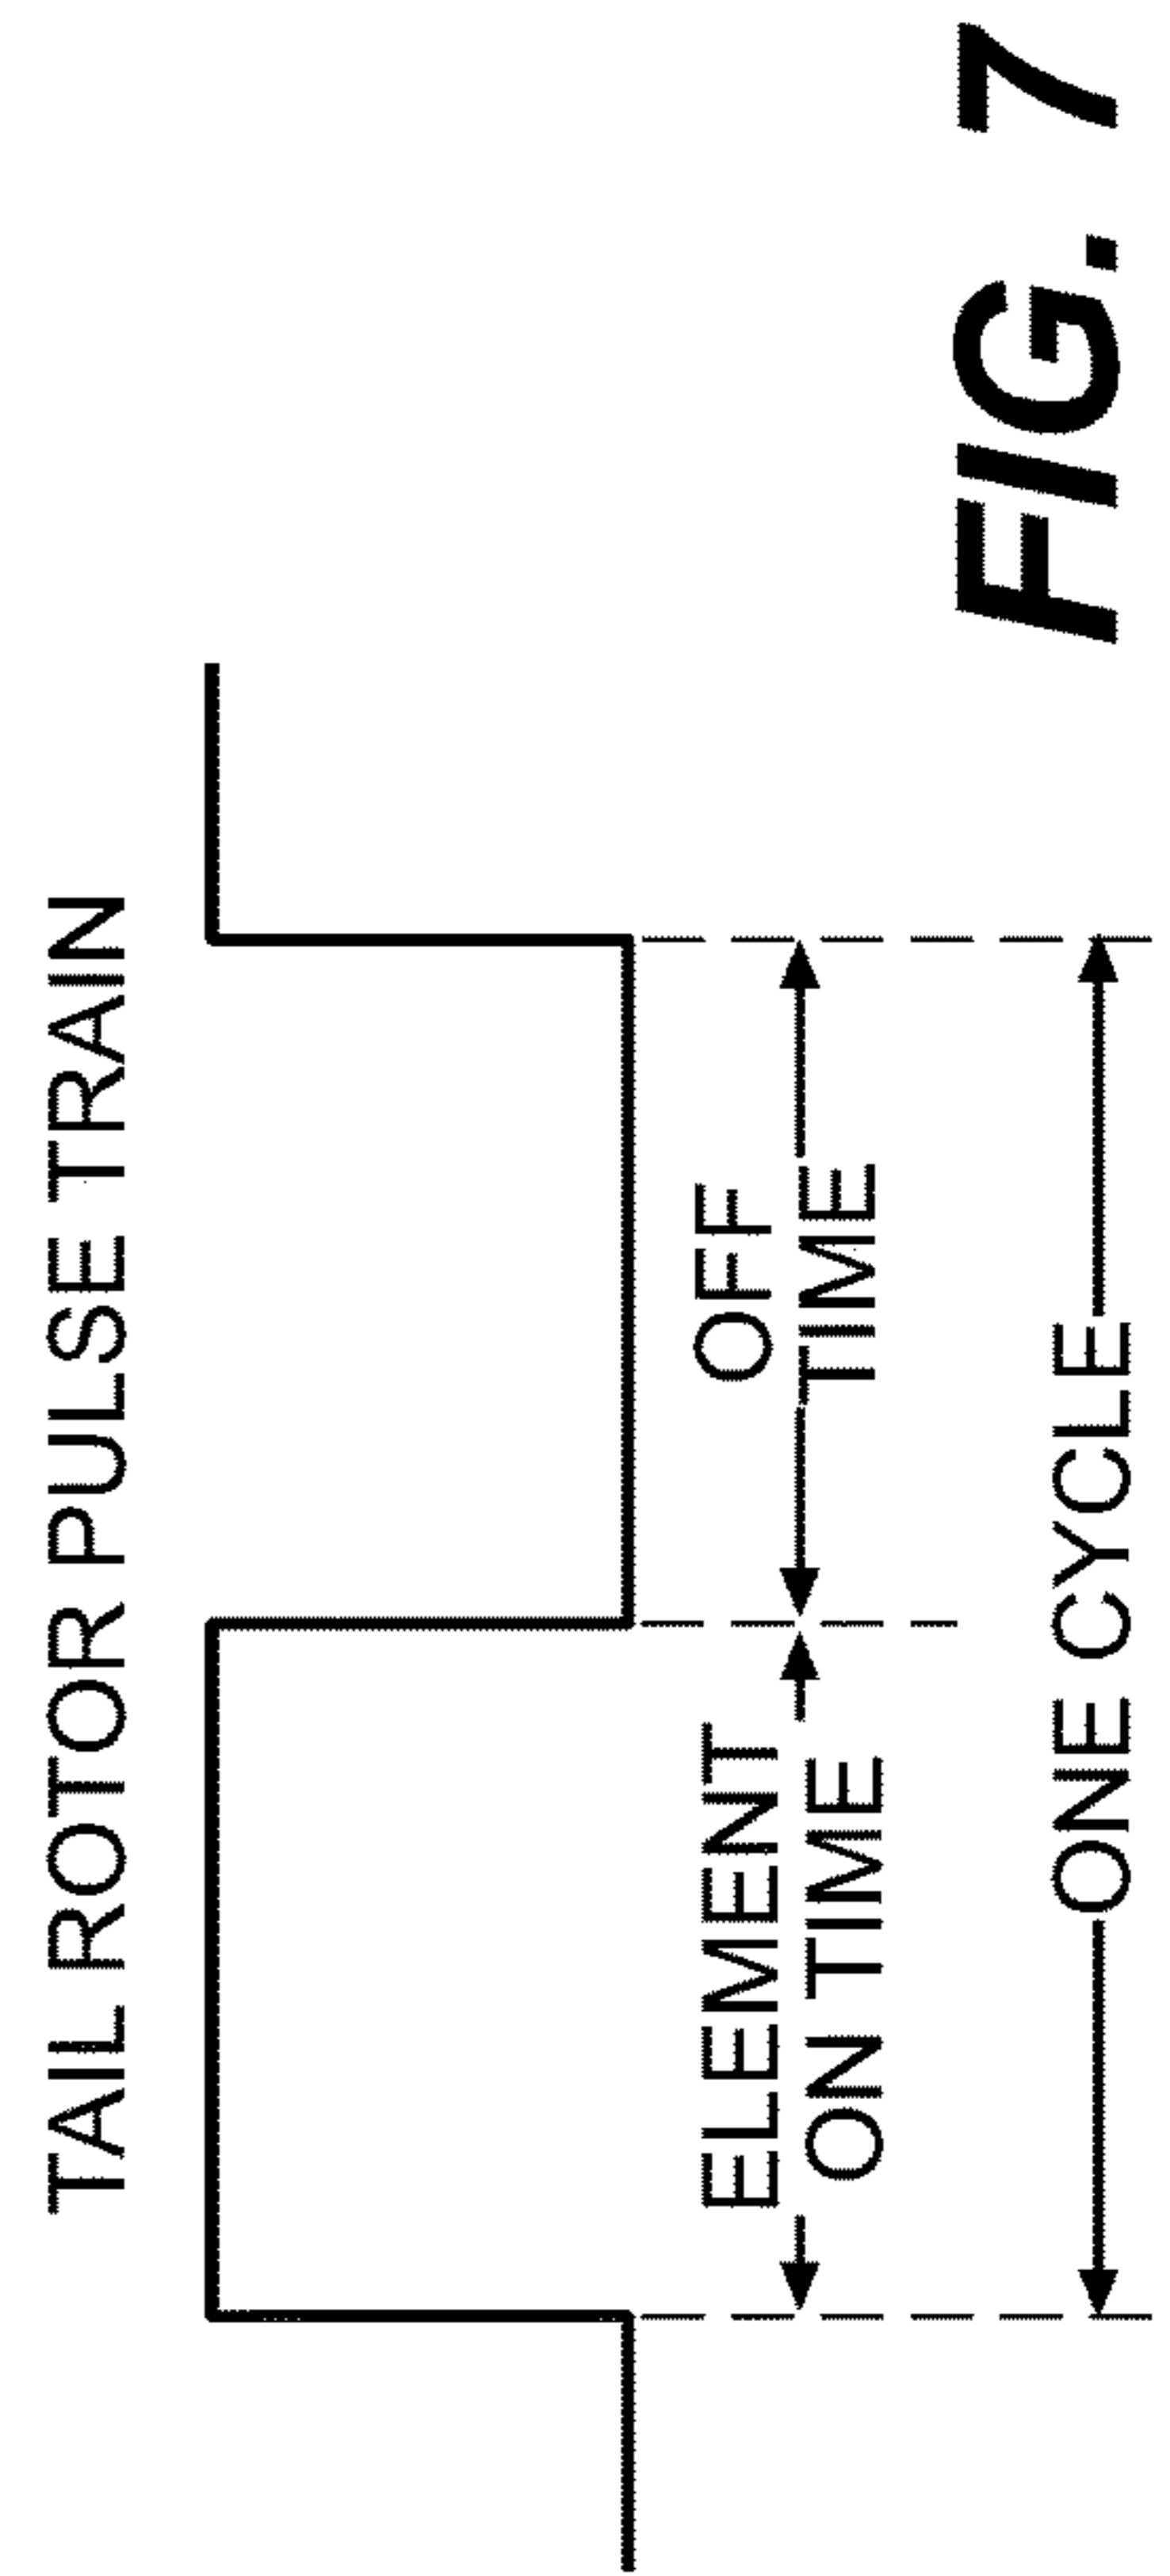 TAIL ROTOR PULSE TRAIN
ELEMENT
ON TIME
OFF
TIME
ONE CYCLE
FIG. 7